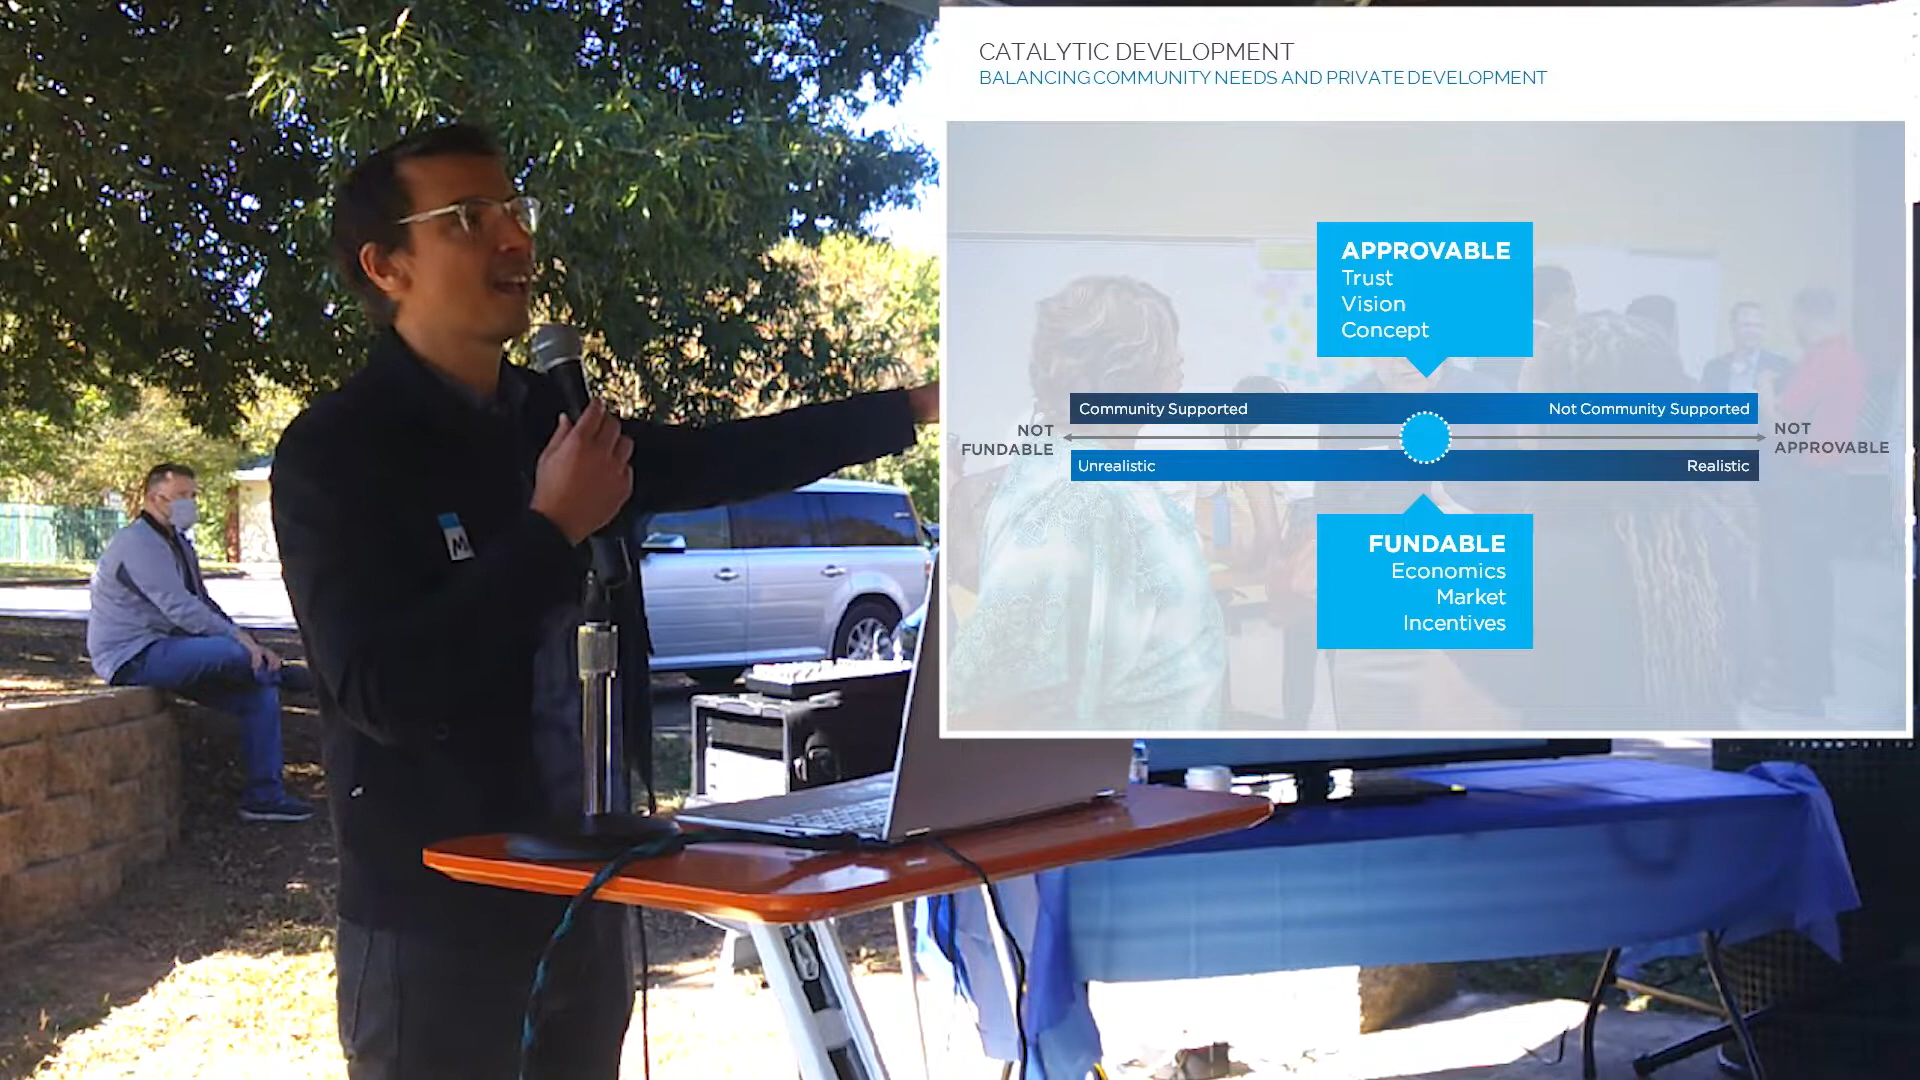 CATALYTIC DEVELOPMENT
BALANCING COMMUNITY NEEDS AND PRIVATE DEVELOPMENT
APPROVABLE
Trust
Vision
Concept
Community Supported
Not Community Supported
NOT
FUNDABLE
NOT
APPROVABLE
Unrealistic
Realistic
FUNDABLE
Economics
Market
Incentives
M